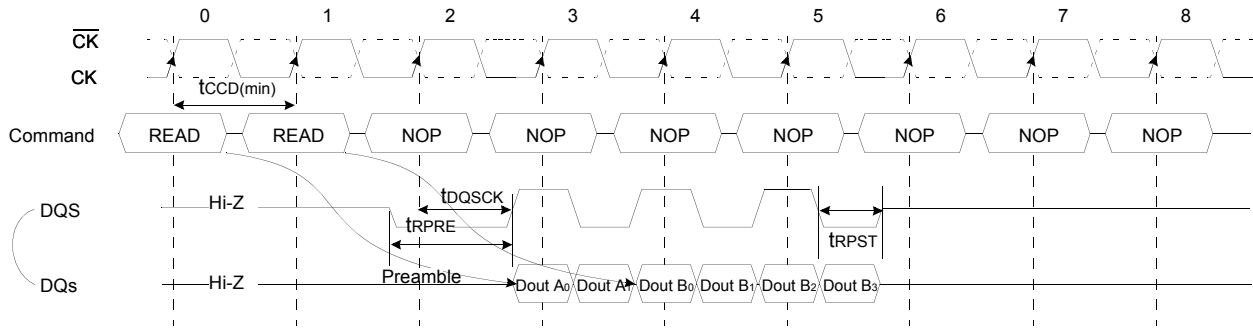 0 1 2 3 4 5 6 7 8
CK
CK
tCCD(min)
Command READ READ NOP NOP NOP NOP NOP NOP NOP
DQS Hi-Z tDQSCK
tRPRE tRPST
Preamble
DQs Hi-Z Dout A0 Dout A1 Dout B0 Dout B1 Dout B2 Dout B3